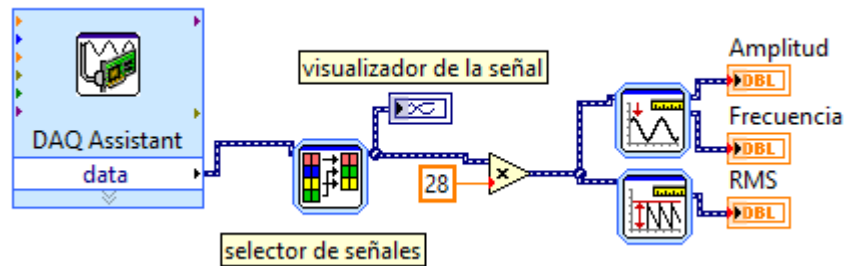 DAQ Assistant
data
visualizador de la señal
selector de señales
28
x
Amplitud
DBL
Frecuencia
DBL
RMS
DBL